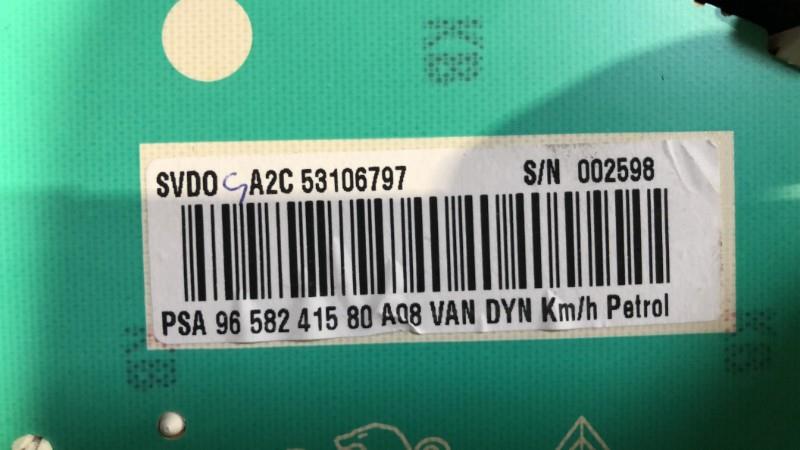 SVDO A2C 53106797 S/N 002598
PSA 96 582 415 80 A08 VAN DYN Km/h Petrol